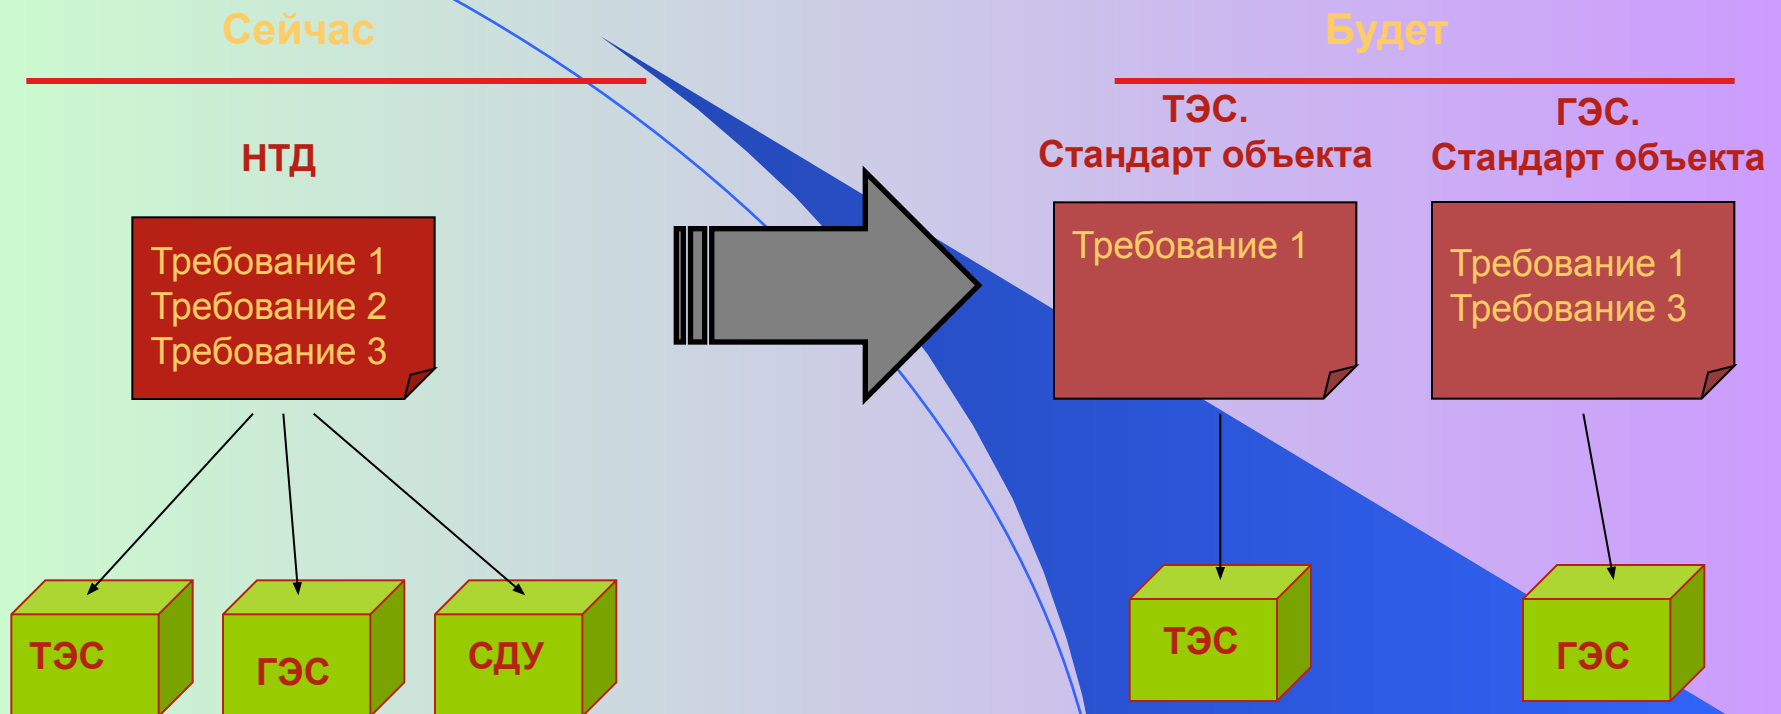 Сейчас
НТД
Требование 1
Требование 2
Требование 3
ТЭС
ГЭС
СДУ
Будет
ТЭС.
Стандарт объекта
Требование 1
ТЭС
ГЭС.
Стандарт объекта
Требование 1
Требование 3
ГЭС